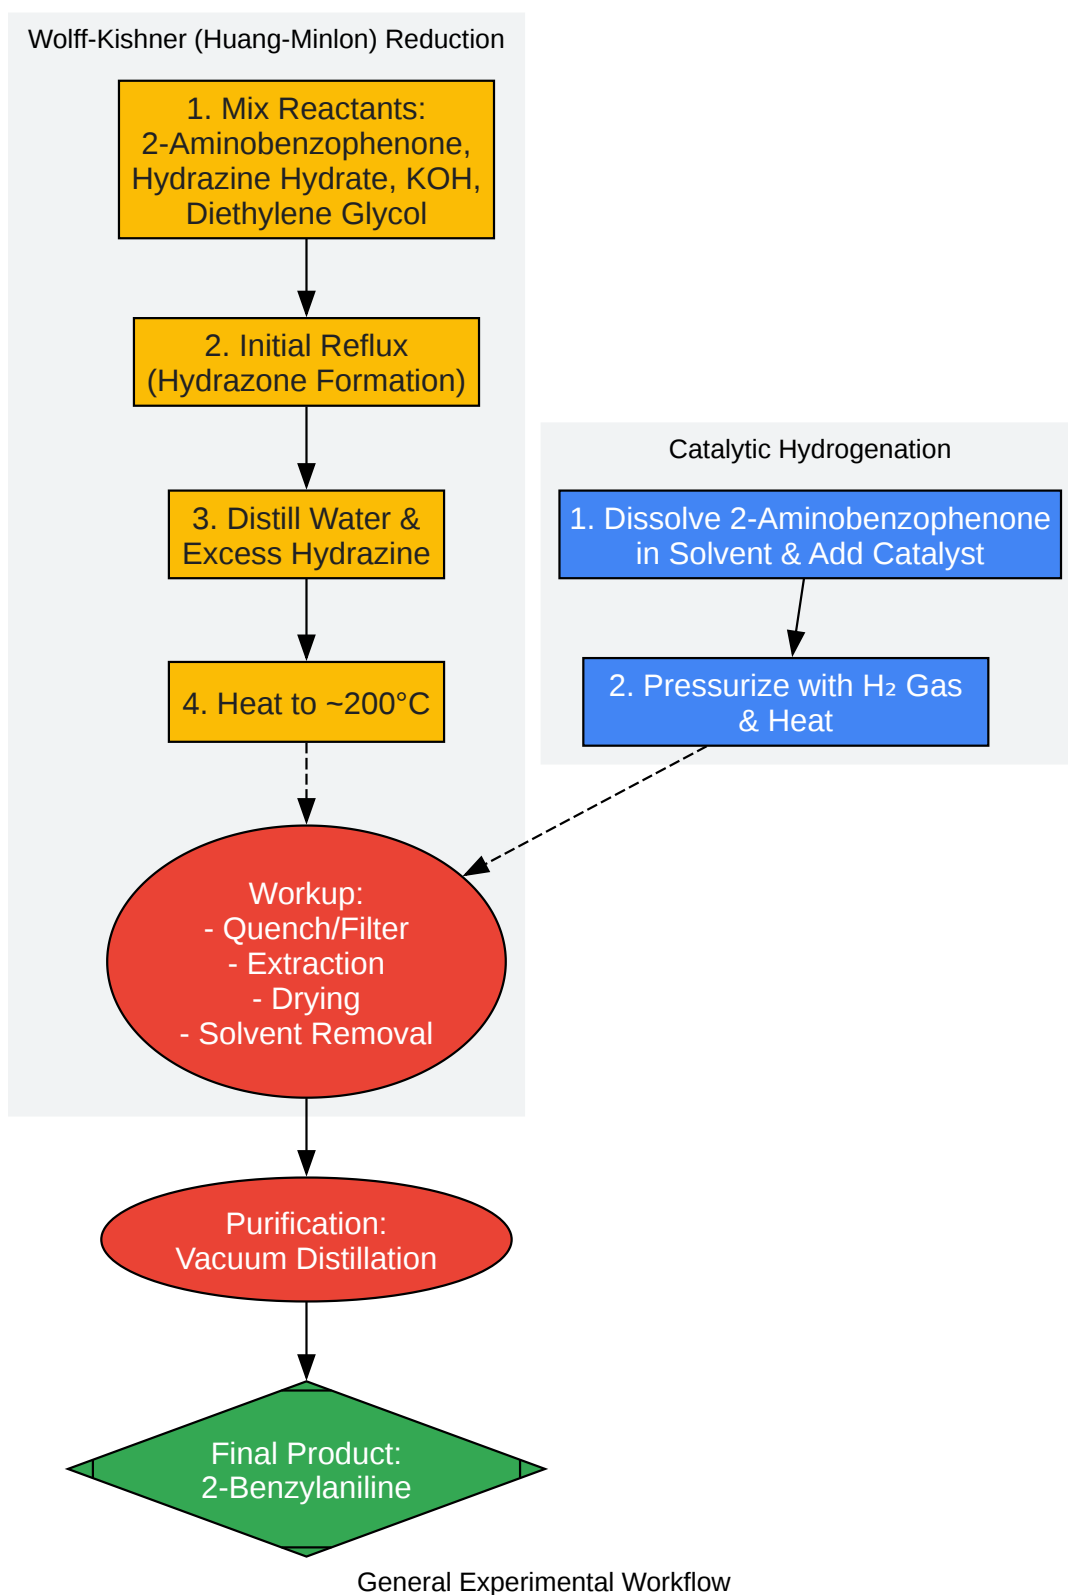 Wolff-Kishner (Huang-Minlon) Reduction
1. Mix Reactants:
2-Aminobenzophenone,
Hydrazine Hydrate, KOH,
Diethylene Glycol
2. Initial Reflux
(Hydrazone Formation)
3. Distill Water &
Excess Hydrazine
4. Heat to ~200°C
Catalytic Hydrogenation
1. Dissolve 2-Aminobenzophenone
in Solvent & Add Catalyst
2. Pressurize with H₂ Gas
& Heat
Workup:
- Quench/Filter
- Extraction
- Drying
- Solvent Removal
Purification:
Vacuum Distillation
Final Product:
2-Benzylaniline
General Experimental Workflow